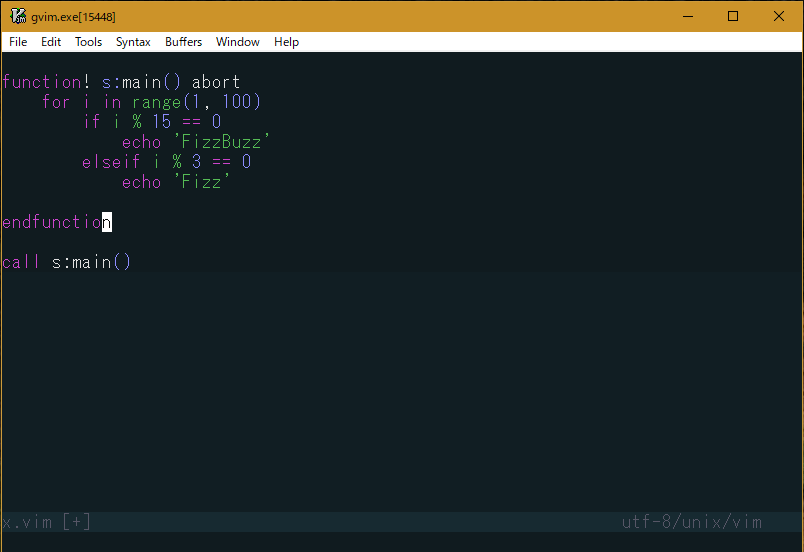 gvim.exe[15448]
File Edit Tools Syntax Buffers Window Help
function! s:main() abort
    for i in range(1, 100)
        if i % 15 == 0
            echo 'FizzBuzz'
        elseif i % 3 == 0
            echo 'Fizz'
endfunction
call s:main()
x.vim [+] utf-8/unix/vim